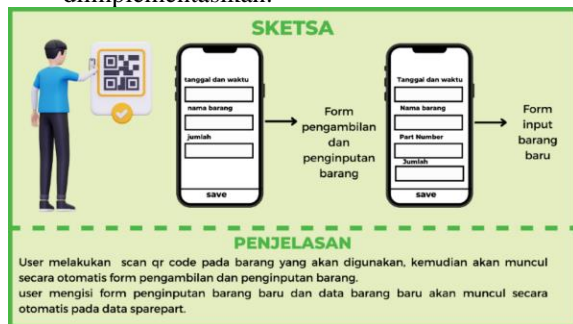 diimplementasikan.
SKETSA
tanggal dan waktu
nama barang
jumlah
save
Form
pengambilan
dan
penginputan
barang
Tanggal dan waktu
Nama barang
Part Number
Jumlah
save
Form
input
barang
baru
PENJELASAN
User melakukan scan qr code pada barang yang akan digunakan, kemudian akan muncul
secara otomatis form pengambilan dan penginputan barang.
user mengisi form penginputan barang baru dan data barang baru akan muncul secara
otomatis pada data sparepart.